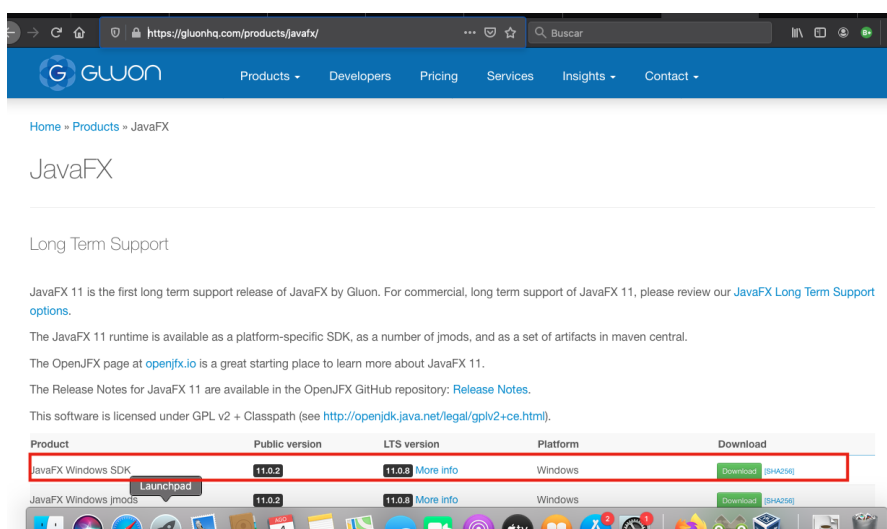 https://gluonhq.com/products/javafx/ Buscar
GLUON Products Developers Pricing Services Insights Contact
Home » Products » JavaFX
JavaFX
Long Term Support
JavaFX 11 is the first long term support release of JavaFX by Gluon. For commercial, long term support of JavaFX 11, please review our JavaFX Long Term Support
options.
The JavaFX 11 runtime is available as a platform-specific SDK, as a number of jmods, and as a set of artifacts in maven central.
The OpenJFX page at openjfx.io is a great starting place to learn more about JavaFX 11.
The Release Notes for JavaFX 11 are available in the OpenJFX GitHub repository: Release Notes.
This software is licensed under GPL v2 + Classpath (see http://openjdk.java.net/legal/gplv2+ce.html).
Product Public version LTS version Platform Download
JavaFX Windows SDK 11.0.2 11.0.8 More info Windows Download [SHA256]
Launchpad
JavaFX Windows jmods 11.0.2 11.0.8 More info Windows Download [SHA256]
AGO
tv 2 1